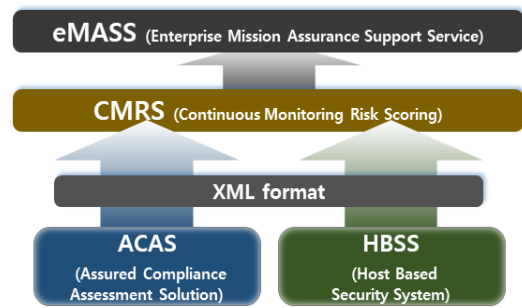 eMASS (Enterprise Mission Assurance Support Service)
CMRS (Continuous Monitoring Risk Scoring)
XML format
ACAS
(Assured Compliance
Assessment Solution)
HBSS
(Host Based
Security System)